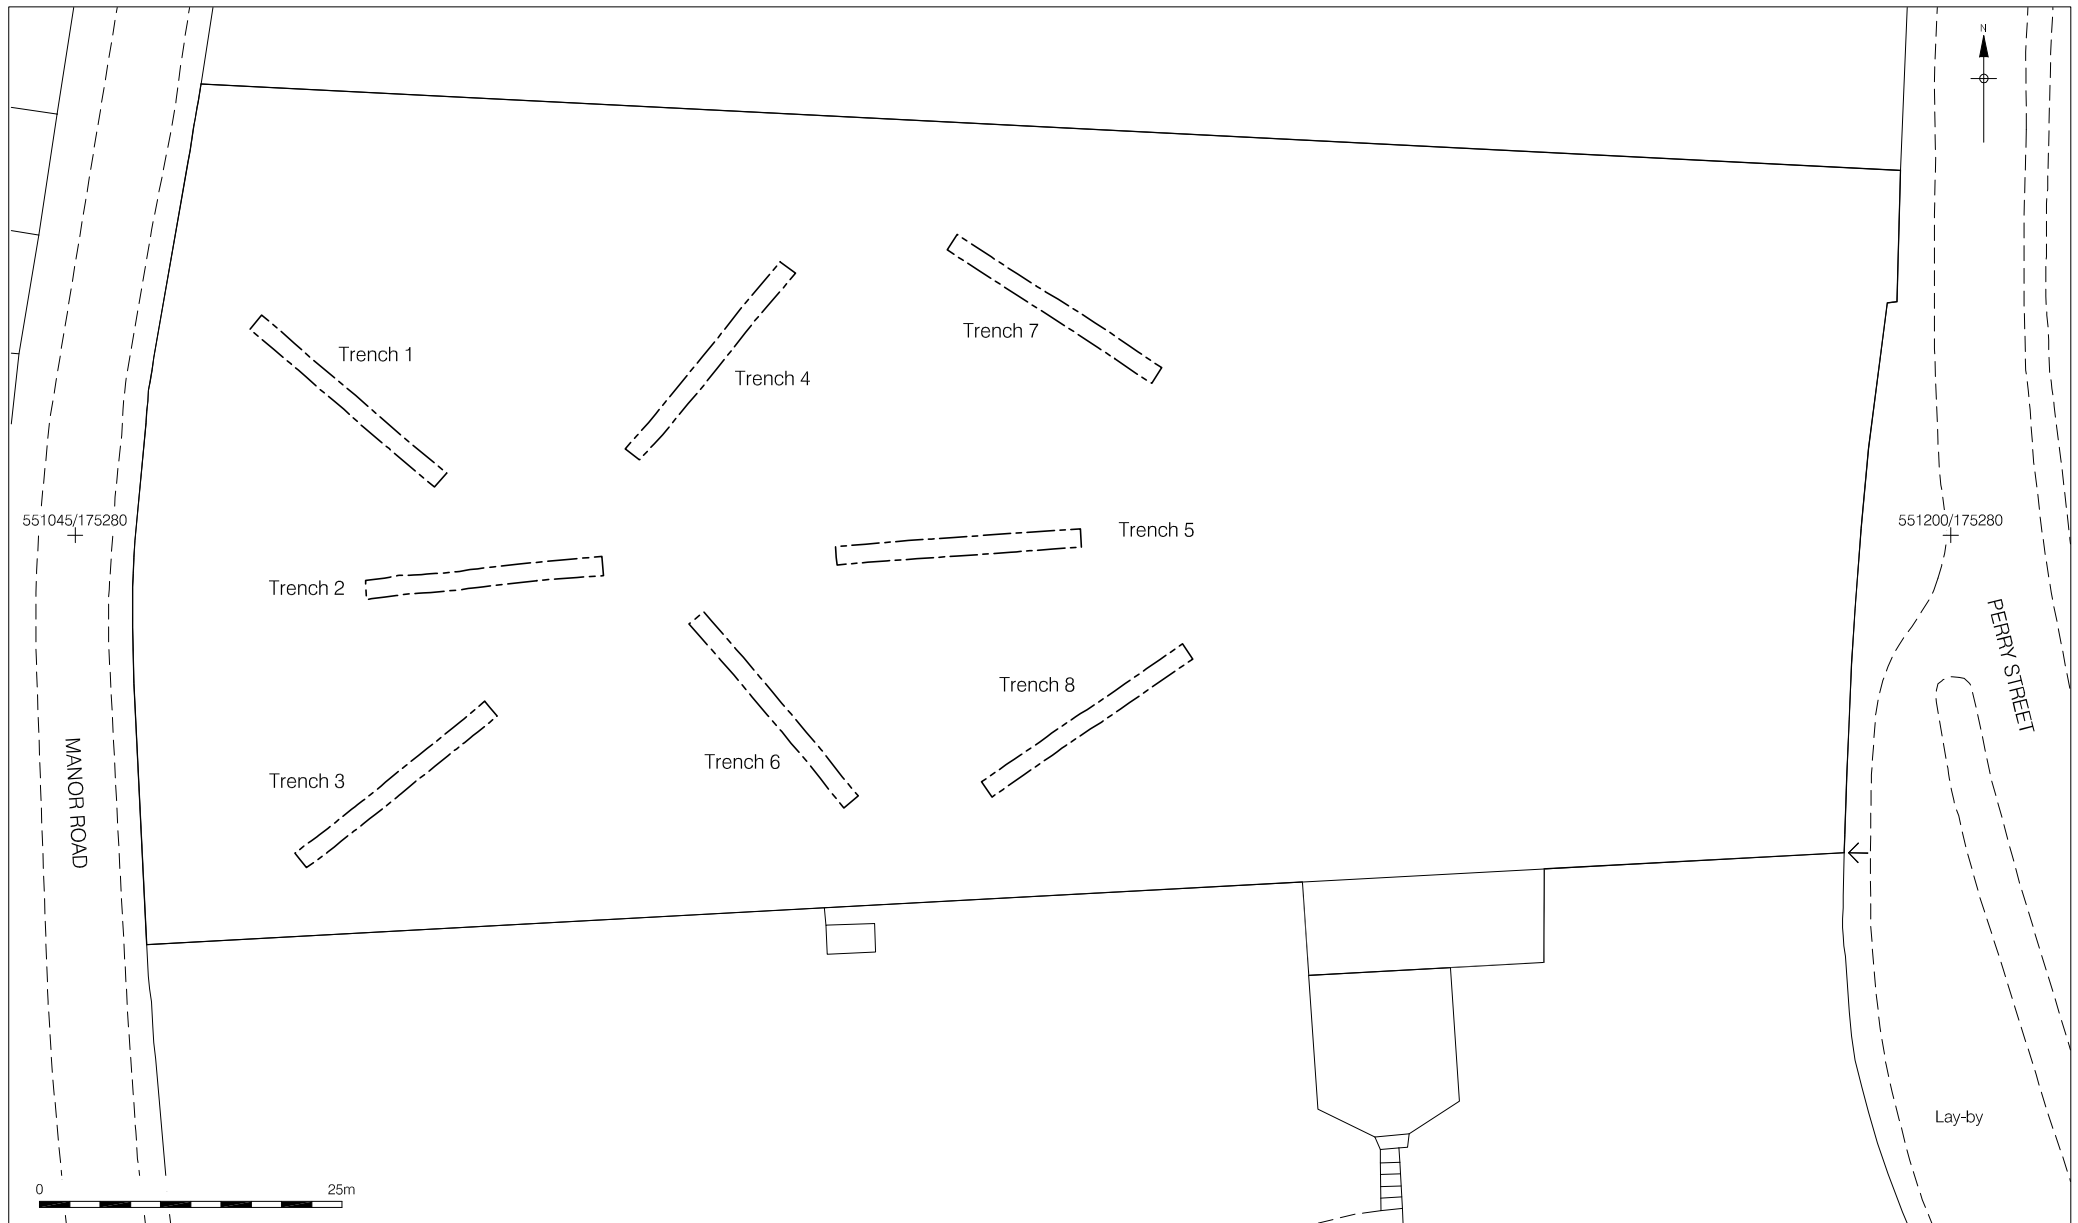 N
Trench 7
Trench 1
Trench 4
551045/175280
551200/175280
Trench 5
Trench 2
PERRY STREET
Trench 8
Trench 6
Trench 3
MANOR ROAD
Lay-by
0 25m